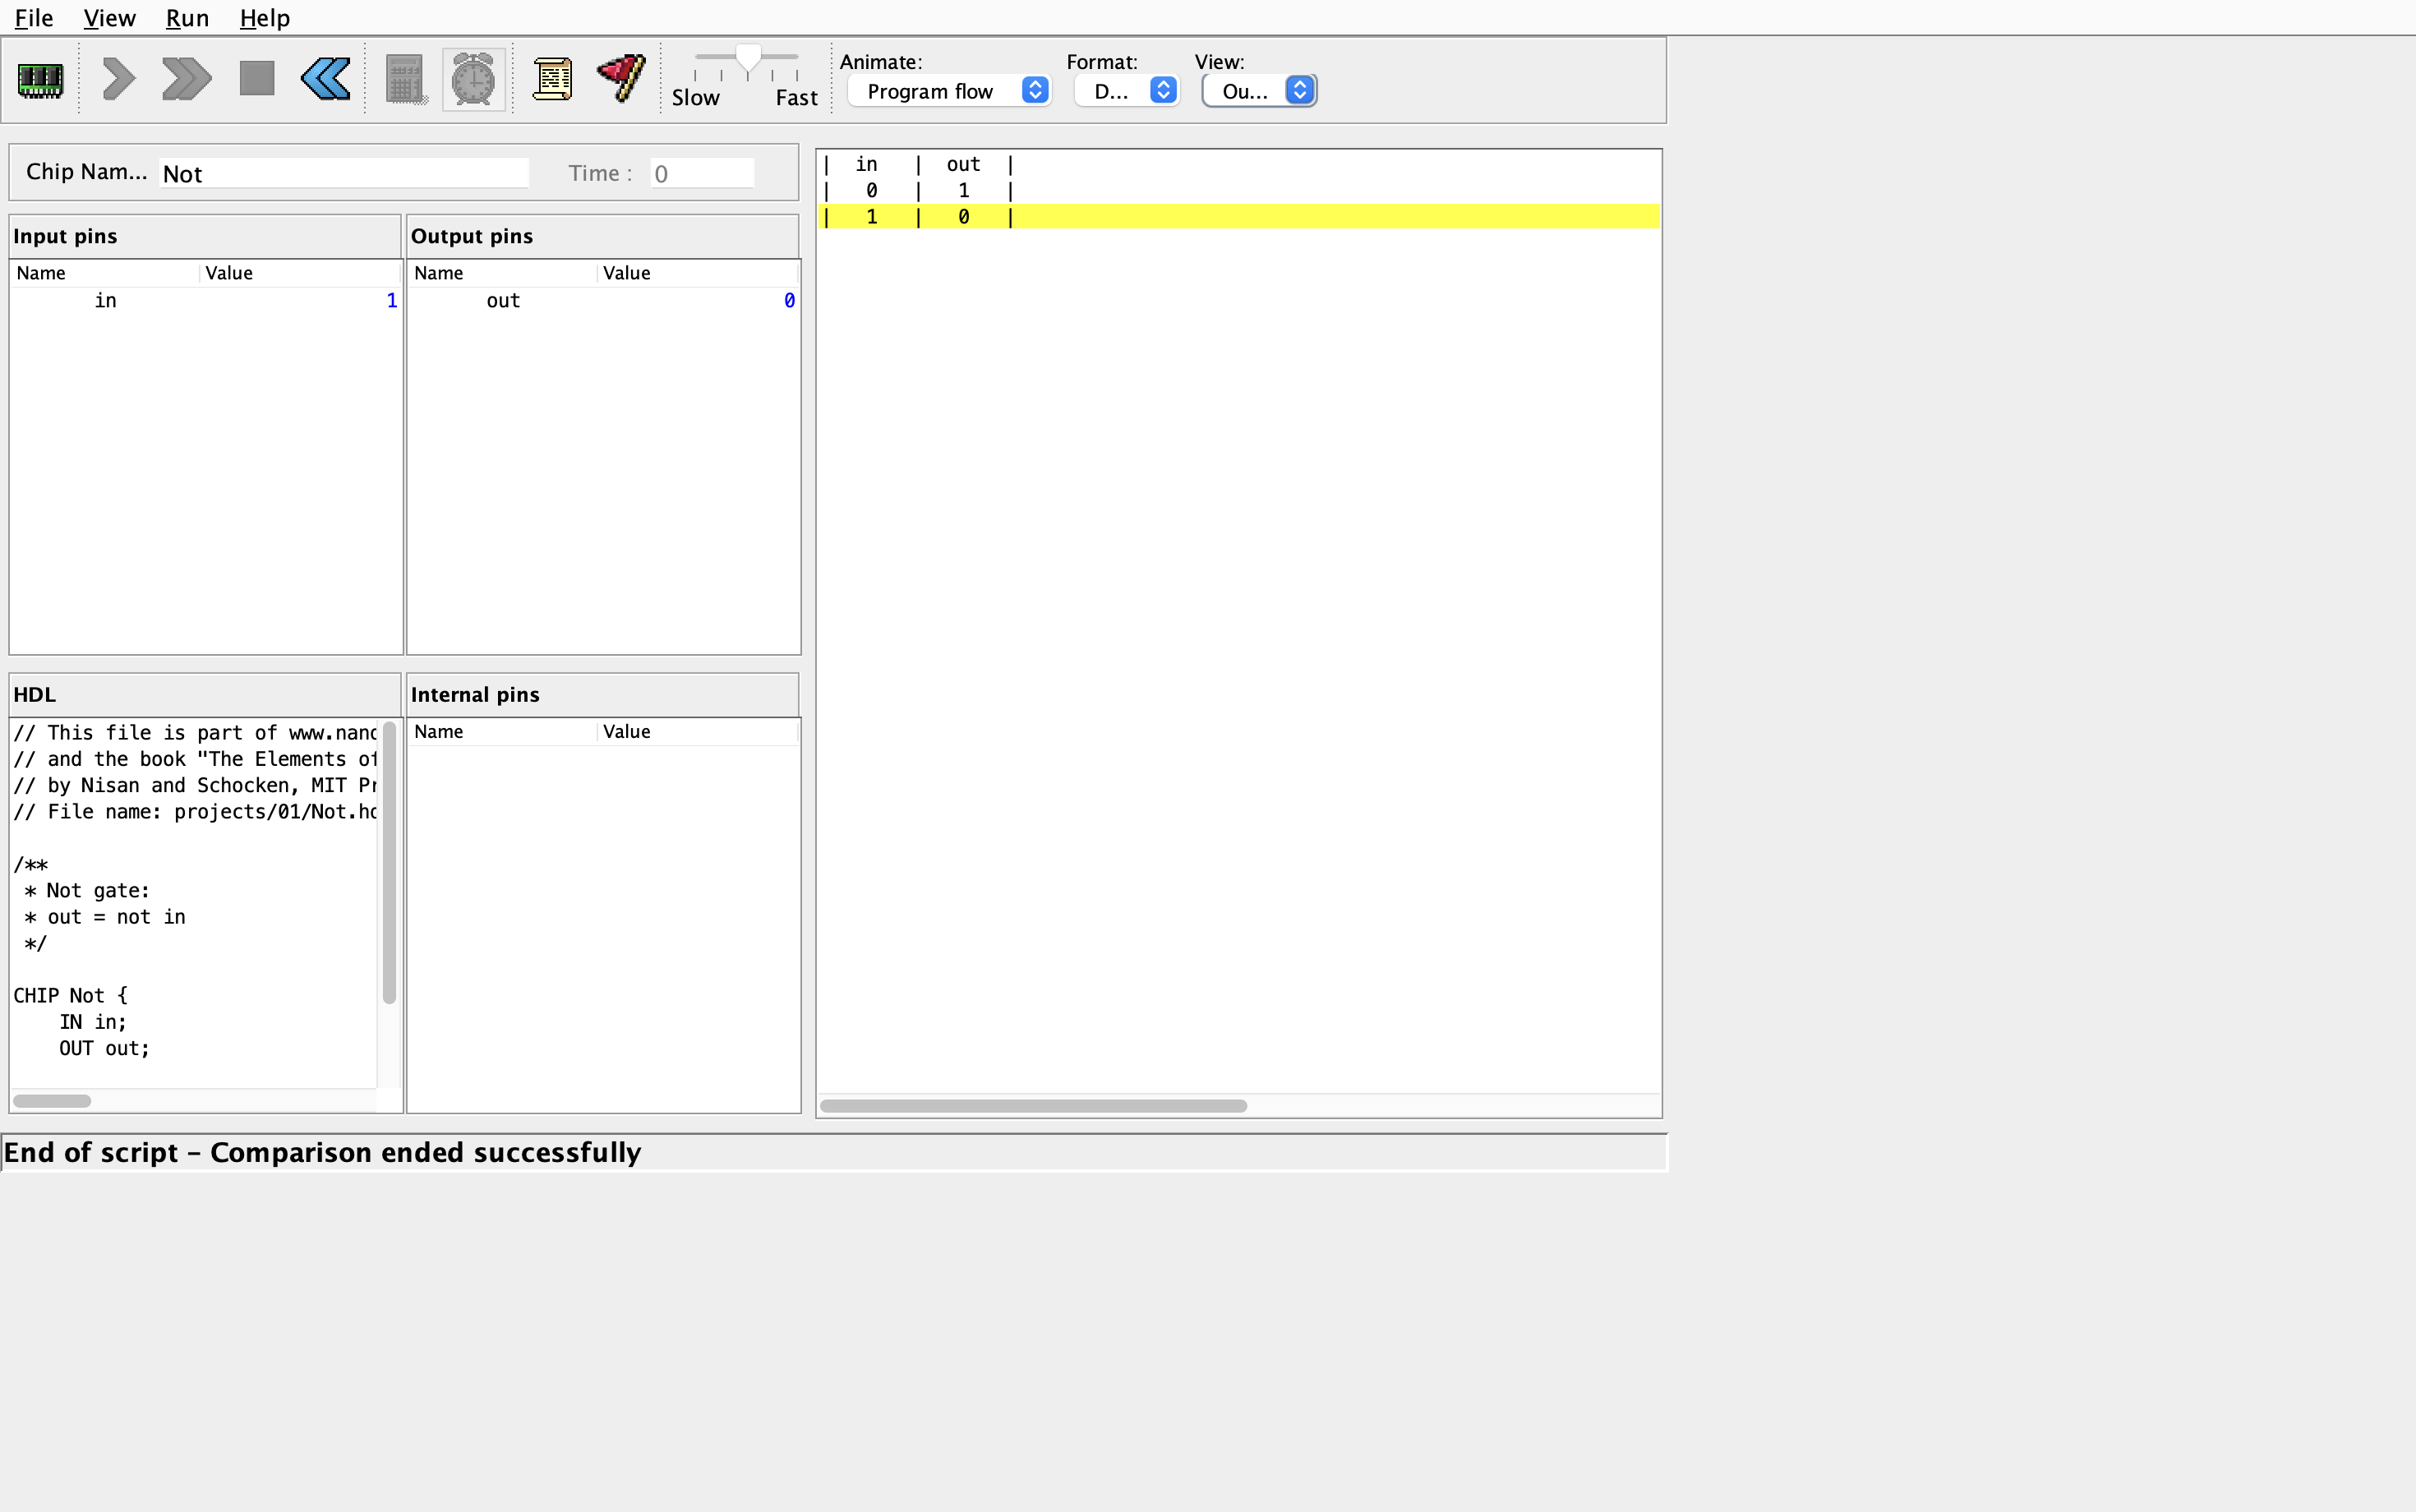 File View Run Help
Animate: Format: View:
Slow Fast Program flow D... Ou...
Chip Nam... Not Time : 0
Input pins Output pins
Name Value Name Value
in 1 out 0
| in | out |
| 0 | 1 |
| 1 | 0 |
HDL Internal pins
Name Value
// This file is part of www.nand
// and the book "The Elements of
// by Nisan and Schocken, MIT Pr
// File name: projects/01/Not.hd
/**
* Not gate:
* out = not in
*/
CHIP Not {
IN in;
OUT out;
End of script – Comparison ended successfully